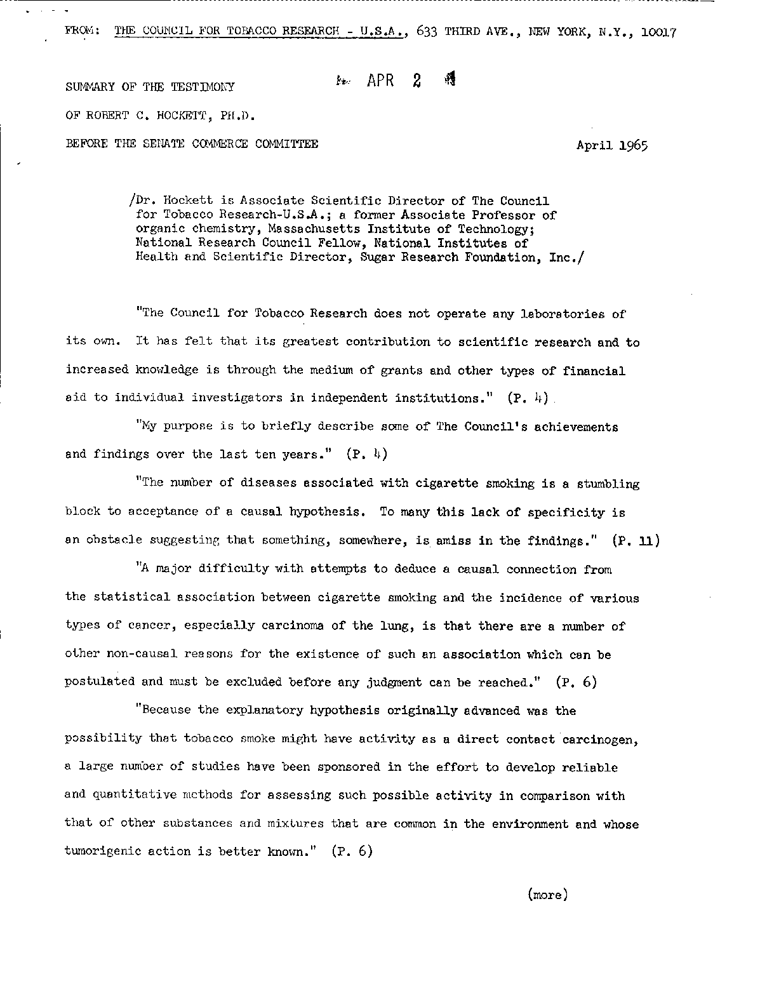 FROM: THE COUNCIL FOR TOBACCO RESEARCH - U.S.A., 633 THIRD AVE., NEW YORK, N.Y., 10017
APR 2
SUMMARY OF THE TESTIMONY
OF ROBERT C. HOCKETT, PH.D.
BEFORE THE SENATE COMMERCE COMMITTEE
April 1965
/Dr. Hockett is Associate Scientific Director of The Council
for Tobacco Research-U.S.A.; a former Associate Professor of
organic chemistry, Massachusetts Institute of Technology;
National Research Council Fellow, National Institutes of
Health and Scientific Director, Sugar Research Foundation, Inc./
"The Council for Tobacco Research does not operate any laboratories of
its own. It has felt that its greatest contribution to scientific research and to
increased knowledge is through the medium of grants and other types of financial
aid to individual investigators in independent institutions." (P. 4)
"My purpose is to briefly describe some of The Council's achievements
and findings over the last ten years." (P. 4)
"The number of diseases associated with cigarette smoking is a stumbling
block to acceptance of a causal hypothesis. To many this lack of specificity is
an obstacle suggesting that something, somewhere, is amiss in the findings." (P. 11)
"A major difficulty with attempts to deduce a causal connection from
the statistical association between cigarette smoking and the incidence of various
types of cancer, especially carcinoma of the lung, is that there are a number of
other non-causal reasons for the existence of such an association which can be
postulated and must be excluded before any judgment can be reached." (P. 6)
"Because the explanatory hypothesis originally advanced was the
possibility that tobacco smoke might have activity as a direct contact carcinogen,
a large number of studies have been sponsored in the effort to develop reliable
and quantitative methods for assessing such possible activity in comparison with
that of other substances and mixtures that are common in the environment and whose
tumorigenic action is better known." (P. 6)
(more)